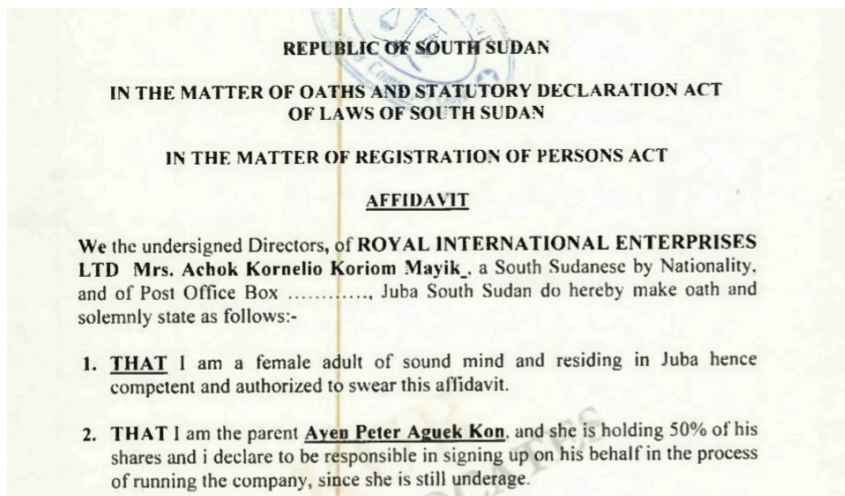 REPUBLIC OF SOUTH SUDAN
IN THE MATTER OF OATHS AND STATUTORY DECLARATION ACT
OF LAWS OF SOUTH SUDAN
IN THE MATTER OF REGISTRATION OF PERSONS ACT
AFFIDAVIT
We the undersigned Directors, of ROYAL INTERNATIONAL ENTERPRISES
LTD Mrs. Achok Kornelio Koriom Mayik , a South Sudanese by Nationality,
and of Post Office Box …………, Juba South Sudan do hereby make oath and
solemnly state as follows:-
1. THAT I am a female adult of sound mind and residing in Juba hence
competent and authorized to swear this affidavit.
2. THAT I am the parent Ayen Peter Aguek Kon, and she is holding 50% of his
shares and i declare to be responsible in signing up on his behalf in the process
of running the company, since she is still underage.